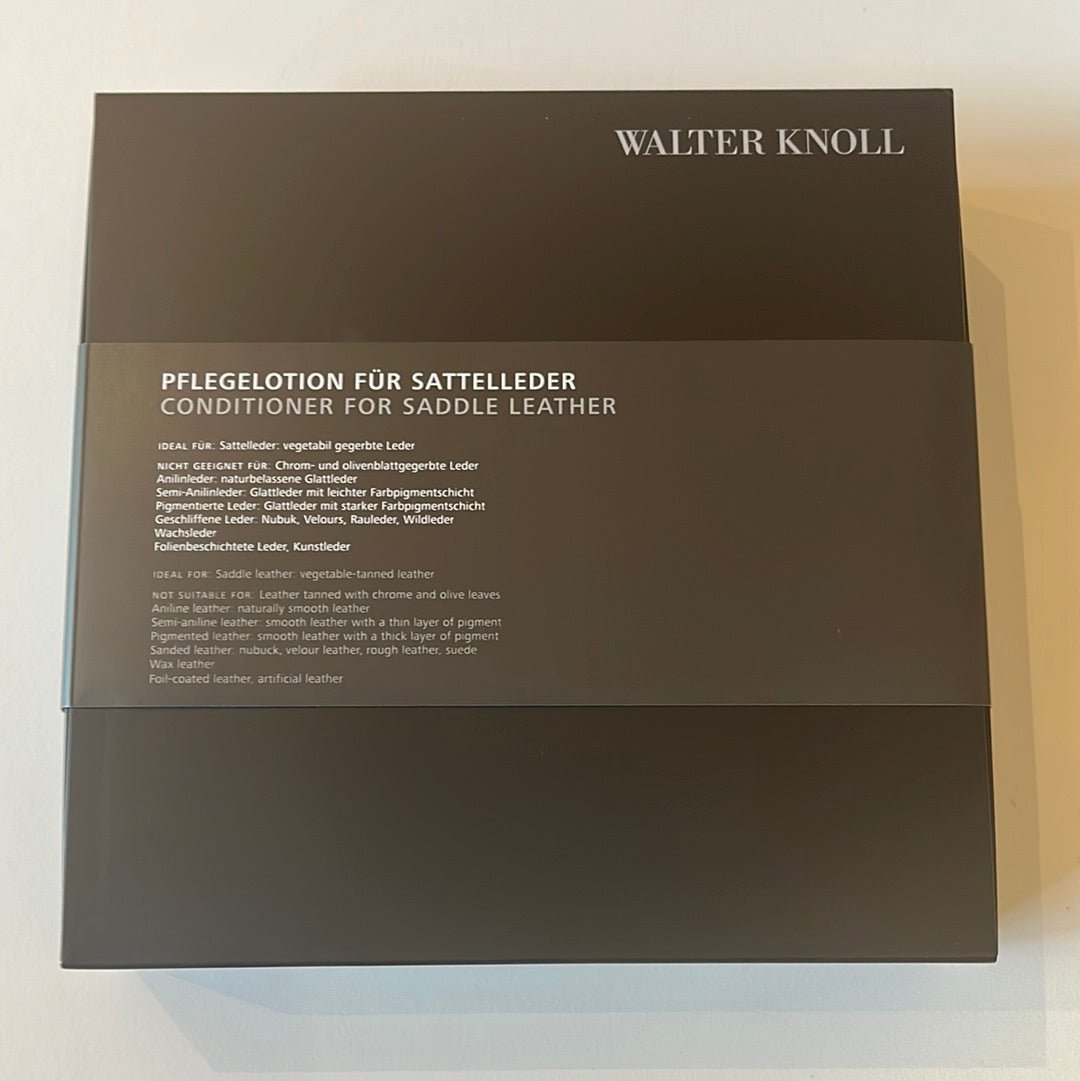 WALTER KNOLL
PFLEGELOTION FÜR SATTELLEDER
CONDITIONER FOR SADDLE LEATHER
IDEAL FÜR: Sattelleder: vegetabil gegerbte Leder
NICHT GEEIGNET FÜR: Chrom- und olivenblattgegerbte Leder
Anilinleder: naturbelassene Glattleder
Semi-Anilinleder: Glattleder mit leichter Farbpigmentschicht
Pigmentierte Leder: Glattleder mit starker Farbpigmentschicht
Geschliffene Leder: Nubuk, Velours, Rauleder, Wildleder
Wachsleder
Folienbeschichtete Leder, Kunstleder
IDEAL FOR: Saddle leather: vegetable-tanned leather
NOT SUITABLE FOR: Leather tanned with chrome and olive leaves
Aniline leather: naturally smooth leather
Semi-aniline leather: smooth leather with a thin layer of pigment
Pigmented leather: smooth leather with a thick layer of pigment
Sanded leather: nubuck, velour leather, rough leather, suede
Wax leather
Foil-coated leather, artificial leather